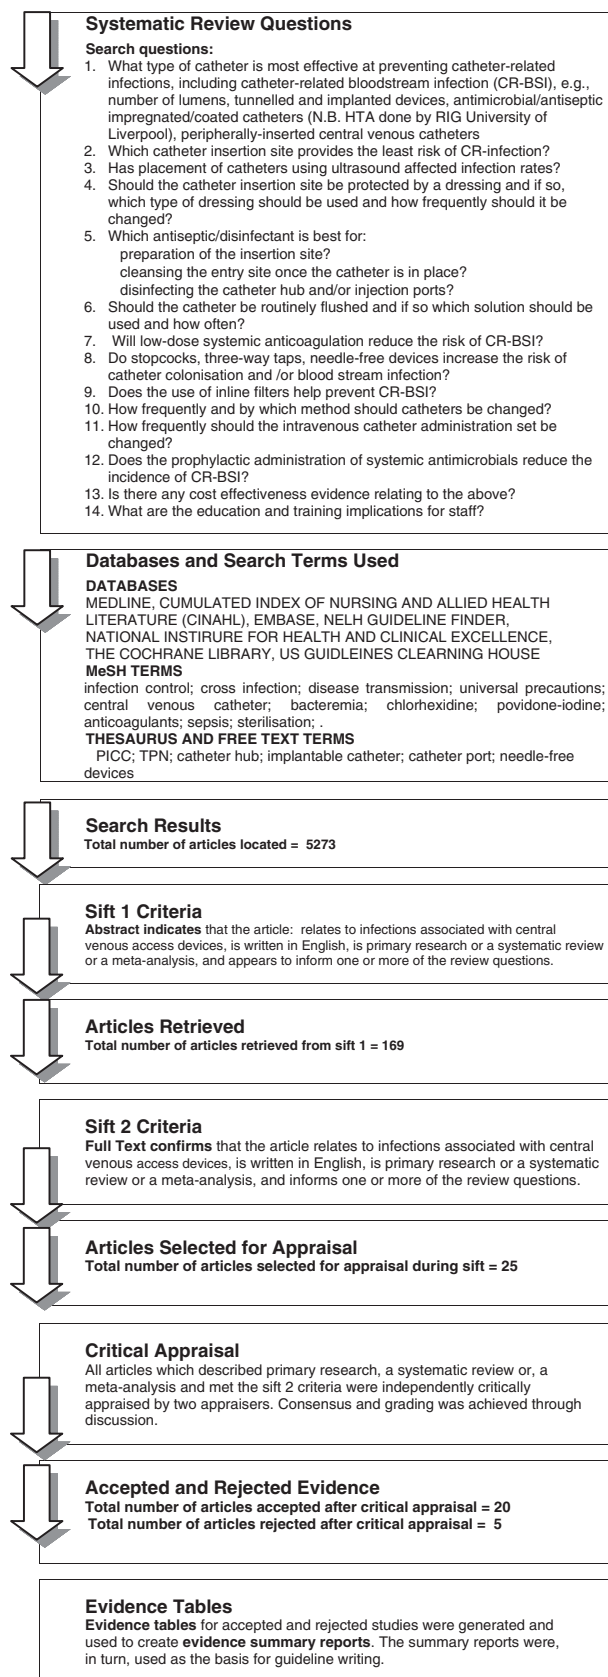 Systematic Review Questions
Search questions:
1. What type of catheter is most effective at preventing catheter-related
infections, including catheter-related bloodstream infection (CR-BSI), e.g.,
number of lumens, tunnelled and implanted devices, antimicrobial/antiseptic
impregnated/coated catheters (N.B. HTA done by RIG University of
Liverpool), peripherally-inserted central venous catheters
2. Which catheter insertion site provides the least risk of CR-infection?
3. Has placement of catheters using ultrasound affected infection rates?
4. Should the catheter insertion site be protected by a dressing and if so,
which type of dressing should be used and how frequently should it be
changed?
5. Which antiseptic/disinfectant is best for:
preparation of the insertion site?
cleansing the entry site once the catheter is in place?
disinfecting the catheter hub and/or injection ports?
6. Should the catheter be routinely flushed and if so which solution should be
used and how often?
7. Will low-dose systemic anticoagulation reduce the risk of CR-BSI?
8. Do stopcocks, three-way taps, needle-free devices increase the risk of
catheter colonisation and /or blood stream infection?
9. Does the use of inline filters help prevent CR-BSI?
10. How frequently and by which method should catheters be changed?
11. How frequently should the intravenous catheter administration set be
changed?
12. Does the prophylactic administration of systemic antimicrobials reduce the
incidence of CR-BSI?
13. Is there any cost effectiveness evidence relating to the above?
14. What are the education and training implications for staff?
Databases and Search Terms Used
DATABASES
MEDLINE, CUMULATED INDEX OF NURSING AND ALLIED HEALTH
LITERATURE (CINAHL), EMBASE, NELH GUIDELINE FINDER,
NATIONAL INSTIRURE FOR HEALTH AND CLINICAL EXCELLENCE,
THE COCHRANE LIBRARY, US GUIDLEINES CLEARNING HOUSE
MeSH TERMS
infection control; cross infection; disease transmission; universal precautions;
central venous catheter; bacteremia; chlorhexidine; povidone-iodine;
anticoagulants; sepsis; sterilisation; .
THESAURUS AND FREE TEXT TERMS
PICC; TPN; catheter hub; implantable catheter; catheter port; needle-free
devices
Search Results
Total number of articles located = 5273
Sift 1 Criteria
Abstract indicates that the article: relates to infections associated with central
venous access devices, is written in English, is primary research or a systematic review
or a meta-analysis, and appears to inform one or more of the review questions.
Articles Retrieved
Total number of articles retrieved from sift 1 = 169
Sift 2 Criteria
Full Text confirms that the article relates to infections associated with central
venous access devices, is written in English, is primary research or a systematic
review or a meta-analysis, and informs one or more of the review questions.
Articles Selected for Appraisal
Total number of articles selected for appraisal during sift = 25
Critical Appraisal
All articles which described primary research, a systematic review or, a
meta-analysis and met the sift 2 criteria were independently critically
appraised by two appraisers. Consensus and grading was achieved through
discussion.
Accepted and Rejected Evidence
Total number of articles accepted after critical appraisal = 20
Total number of articles rejected after critical appraisal = 5
Evidence Tables
Evidence tables for accepted and rejected studies were generated and
used to create evidence summary reports. The summary reports were,
in turn, used as the basis for guideline writing.